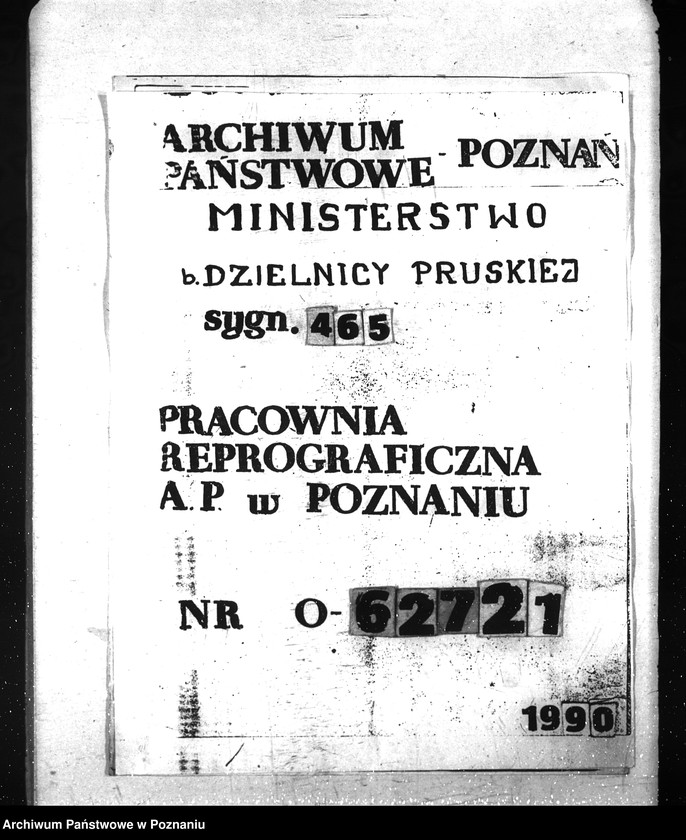 ARCHIWUM
PAŃSTWOWE - POZNAŃ
MINISTERSTWO
b. DZIELNICY PRUSKIEJ
sygn. 465
PRACOWNIA
REPROGRAFICZNA
A.P. w POZNANIU
NR O-62721
1990
Archiwum Państwowe w Poznaniu